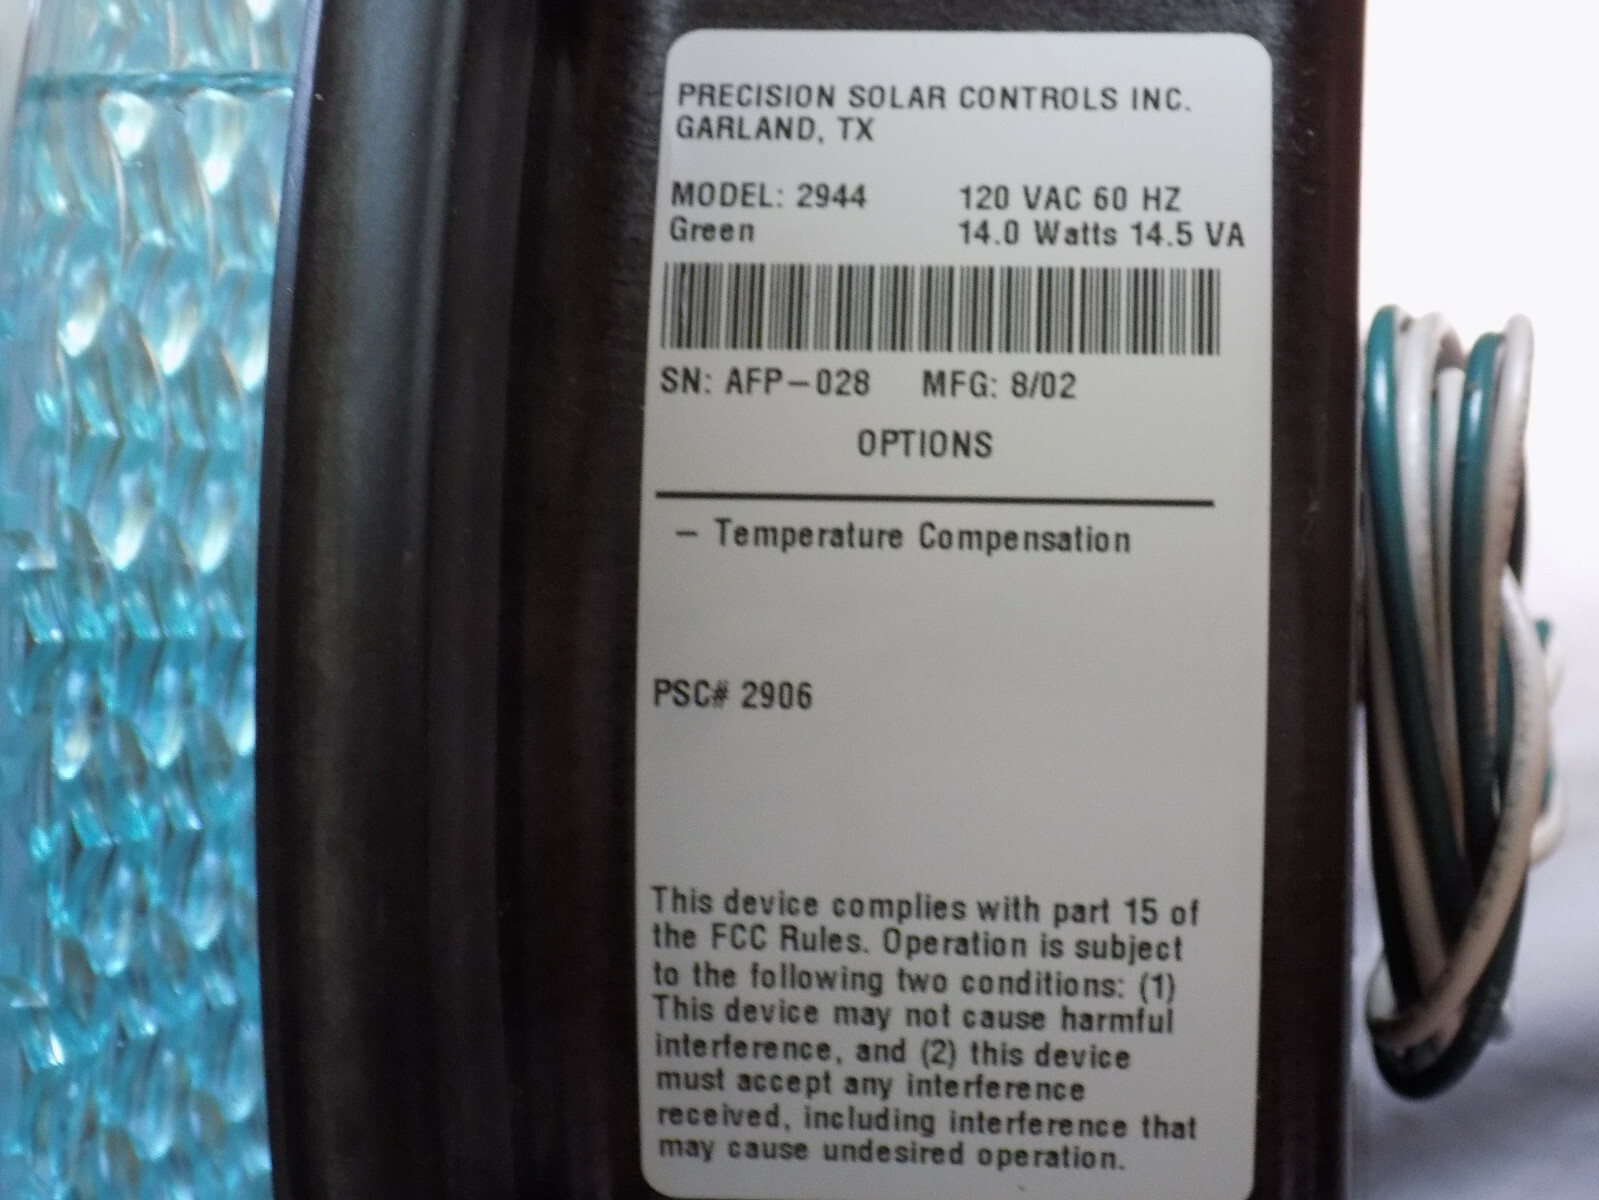 PRECISION SOLAR CONTROLS INC.
GARLAND, TX
MODEL: 2944 120 VAC 60 HZ
Green 14.0 Watts 14.5 VA
SN: AFP-028 MFG: 8/02
OPTIONS
- Temperature Compensation
PSC# 2906
This device complies with part 15 of
the FCC Rules. Operation is subject
to the following two conditions: (1)
This device may not cause harmful
interference, and (2) this device
must accept any interference
received, including interference that
may cause undesired operation.